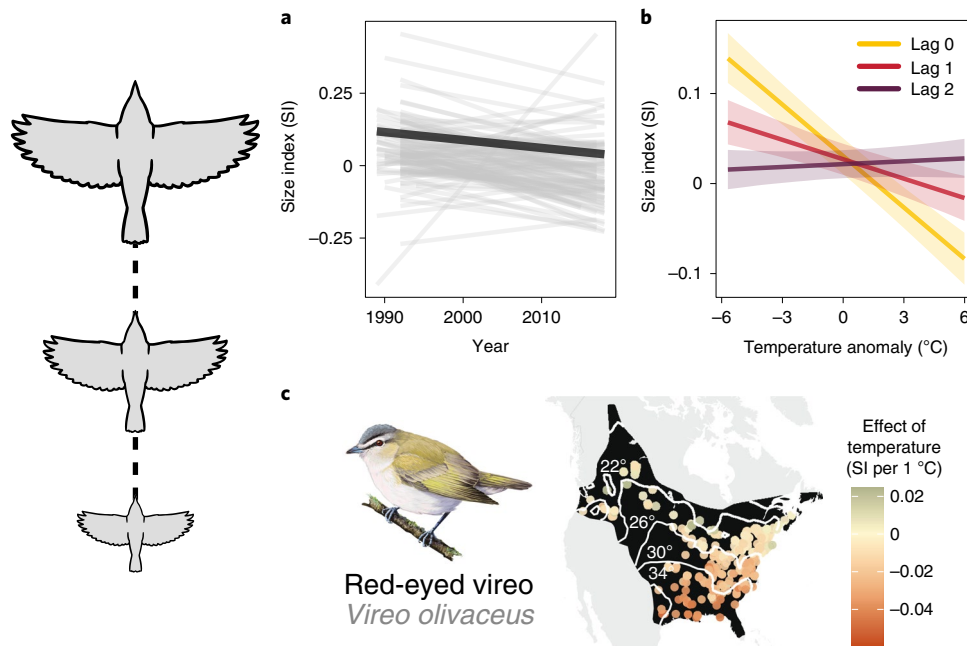 a
Size index (SI)
0.25
0
–0.25
1990
2000
2010
Year
b
Size index (SI)
0.1
0
–0.1
–6
–3
0
3
6
Temperature anomaly (°C)
Lag 0
Lag 1
Lag 2
c
Red-eyed vireo
Vireo olivaceus
22°
26°
30°
34
Effect of
temperature
(SI per 1 °C)
0.02
0
–0.02
–0.04